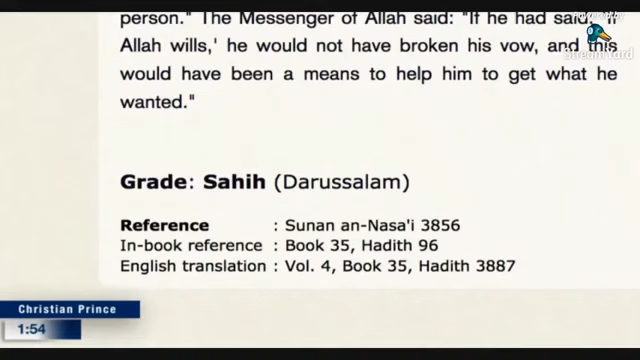 person." The Messenger of Allah said: "If he had said, 'If
Allah wills,' he would not have broken his vow, and this
would have been a means to help him to get what he
wanted."
Grade: Sahih (Darussalam)
Reference : Sunan an-Nasa'i 3856
In-book reference : Book 35, Hadith 96
English translation : Vol. 4, Book 35, Hadith 3887
Christian Prince
1:54
Powered by
StreamYard